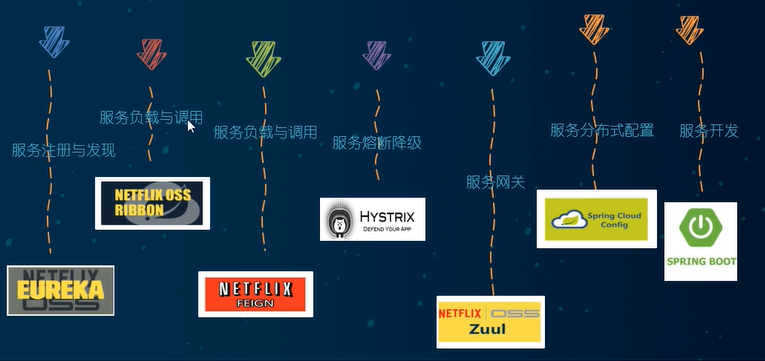 服务注册与发现
服务负载与调用
服务负载与调用
服务熔断降级
服务网关
服务分布式配置
服务开发
NETFLIX
OSS
EUREKA
NETFLIX OSS
RIBBON
NETFLIX
FEIGN
HYSTRIX
DEFEND YOUR APP
NETFLIX OSS
Zuul
Spring Cloud
Config
SPRING BOOT